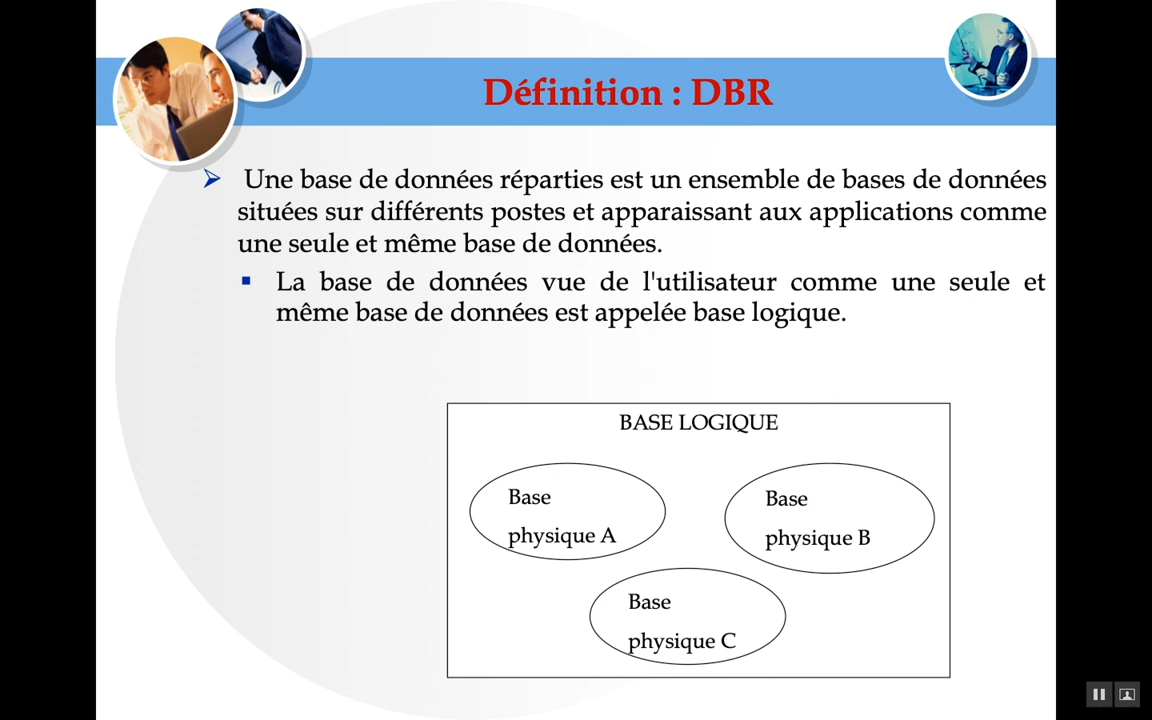 Définition : DBR
Une base de données réparties est un ensemble de bases de données
situées sur différents postes et apparaissant aux applications comme
une seule et même base de données.
La base de données vue de l'utilisateur comme une seule et
même base de données est appelée base logique.
BASE LOGIQUE
Base
physique A
Base
physique B
Base
physique C